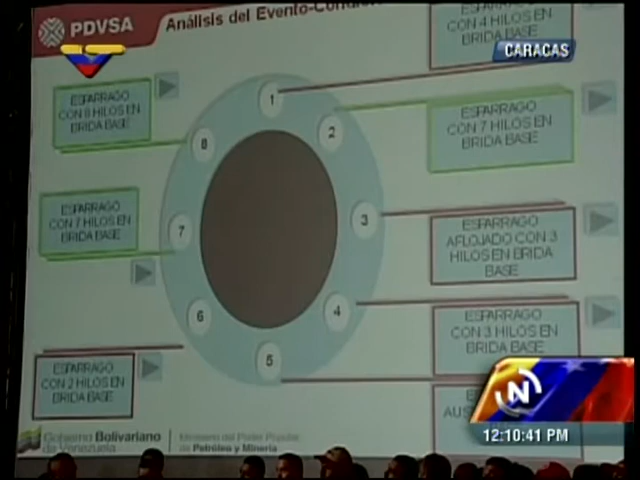 PDVSA
Análisis del Evento-Condi
ESPARRAGO
CON 4 HILOS EN
BRIDA BASE
CARACAS
ESPARRAGO
CON 8 HILOS EN
BRIDA BASE
1
2
3
4
5
6
7
8
ESPARRAGO
CON 7 HILOS EN
BRIDA BASE
ESPARRAGO
CON 7 HILOS EN
BRIDA BASE
ESPARRAGO
AFLOJADO CON 3
HILOS EN BRIDA
BASE
ESPARRAGO
CON 3 HILOS EN
BRIDA BASE
ESPARRAGO
CON 2 HILOS EN
BRIDA BASE
E
AUS
N
12:10:41 PM
Gobierno Bolivariano
de Venezuela
Ministerio del Poder Popular
de Petróleo y Minería